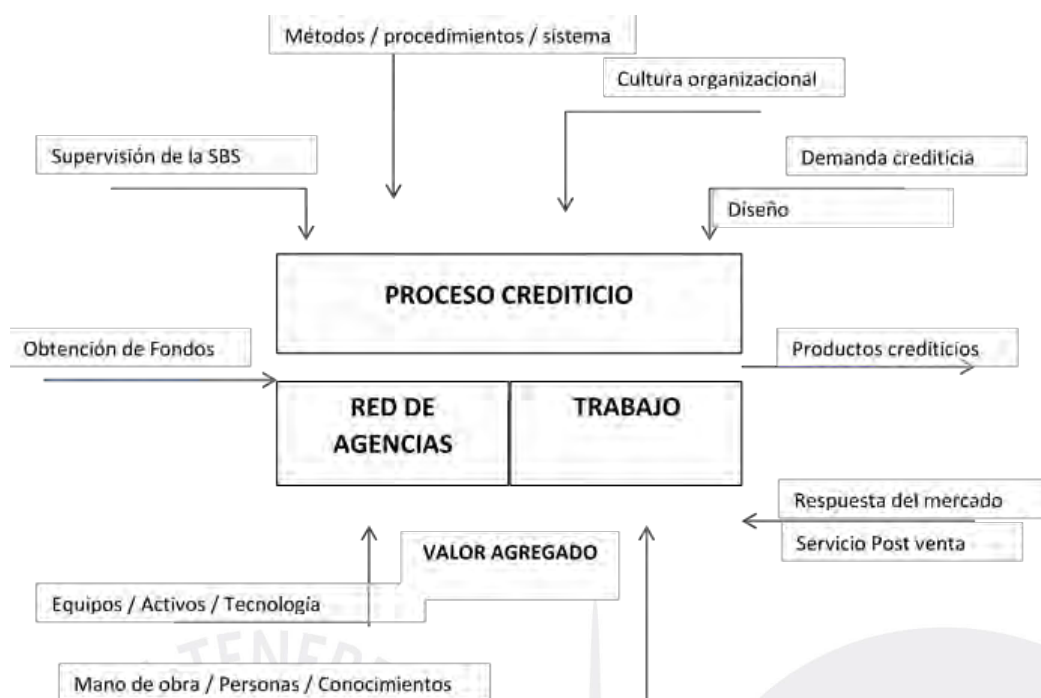 Métodos / procedimientos / sistema
Cultura organizacional
Supervisión de la SBS
Demanda crediticia
Diseño
PROCESO CREDITICIO
Obtención de Fondos
Productos crediticios
RED DE
AGENCIAS
TRABAJO
Respuesta del mercado
Servicio Post venta
VALOR AGREGADO
Equipos / Activos / Tecnología
TENEB
Mano de obra / Personas / Conocimientos